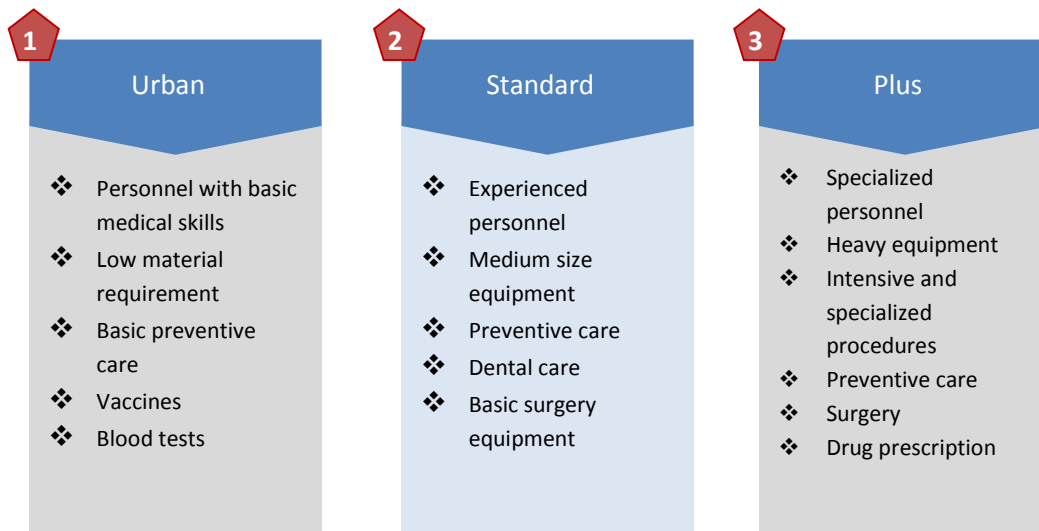 1
Urban
Personnel with basic
medical skills
Low material
requirement
Basic preventive
care
Vaccines
Blood tests
2
Standard
Experienced
personnel
Medium size
equipment
Preventive care
Dental care
Basic surgery
equipment
3
Plus
Specialized
personnel
Heavy equipment
Intensive and
specialized
procedures
Preventive care
Surgery
Drug prescription